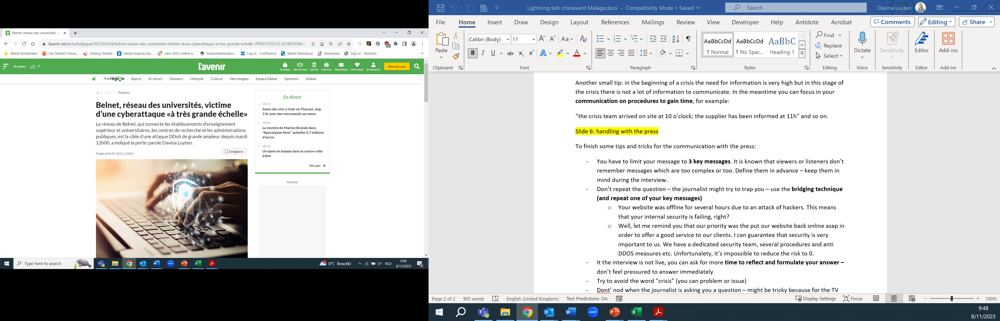 Belnet, réseau des universités, vi
lavenir.net/actu/belgique/2021/05/04/belnet-reseau-des-universites-victime-dune-cyberattaque-a-tres-grande-echelle-7PX5H7ZQ7JCL3GYKFEJDXV...
Belnet Bookmarks
Get Started | Know...
Getting Started
belnet-logistics.ba...
claw-2023-online-e...
Schoonheidssalon...
Log In - Confluence
Belnet Nextcloud
Awareness
Sign in - Matomo
Bruxelles 7°
l'avenir
Boutique
Alertez-nous
Journal
Concours
Newsletters
Mon Avenir
Se connecter
Abonnez-vous
ma région
Sports
En direct
Dossiers
Lifestyle
Culture
Nécrologies
Espace Débat
Opinions
Vidéos
Actu > Belgique
Belnet, réseau des universités, victime
d’une cyberattaque «à très grande échelle»
Le réseau de Belnet, qui connecte les établissements d’enseignement
supérieur et universitaires, les centres de recherche et les administrations
publiques, est la cible d’une attaque DDoS de grande ampleur depuis mardi
12h00, a indiqué la porte-parole Davina Luyten.
Enregistrer
Publié le 04-05-2021 à 15h01
En direct
09:23
Salon des vins à Vyle-et-Tharoul, clap
13e avec des nouveautés au menu
08:40
La montre de Marlon Brando dans
"Apocalypse Now" achetée 4,7 millions
d'euros
08:34
Un daim en balade dans le centre-ville
d'Ath
Voir plus
Publicité
Type here to search
8°C Bewolkt
NLD
9:48
8/11/2023
4
Lightning talk crisisevent Malaga.docx - Compatibility Mode • Saved
Search
Davina Luyten
File
Home
Insert
Draw
Design
Layout
References
Mailings
Review
View
Developer
Help
Antidote
Acrobat
Comments
Editing
Share
Paste
Calibri (Body)
11
AaBbCcDd
¶ Normal
AaBbCcDd
¶ No Spac...
AaBbC
Heading 1
Find
Replace
Select
Dictate
Sensitivity
Editor
Add-ins
Clipboard
Font
Paragraph
Styles
Editing
Voice
Sensitivity
Editor
Add-ins
Another small tip: in the beginning of a crisis the need for information is very high but in this stage of
the crisis there is not a lot of information to communicate. In the meantime you can focus in your
communication on procedures to gain time, for example:
“the crisis team arrived on site at 10 o’clock; the supplier has been informed at 11h” and so on.
Slide 6: handling with the press
To finish some tips and tricks for the communication with the press:
- You have to limit your message to 3 key messages. It is known that viewers or listeners don’t
remember messages which are too complex or too. Define them in advance – keep them in
mind during the interview.
- Don’t repeat the question – the journalist might try to trap you – use the bridging technique
(and repeat one of your key messages)
o Your website was offline for several hours due to an attack of hackers. This means
that your internal security is failing, right?
o Well, let me remind you that our priority was the put our website back online asap in
order to offer a good service to our clients. I can guarantee that security is very
important to us. We have a dedicated security team, several procedures and anti
DDOS measures etc. Unfortunalety, it’s impossible to reduce the risk to 0.
- It the interview is not live, you can ask for more time to reflect and formulate your answer –
don’t feel pressured to answer immediately
- Try to avoid the word “crisis” (you can problem or issue)
- Dont’ nod when the journalist is asking you a question – might be tricky because for the TV
Page 2 of 2
905 words
English (United Kingdom)
Text Predictions: On
Display Settings
Focus
100%
zoom
9:48
8/11/2023